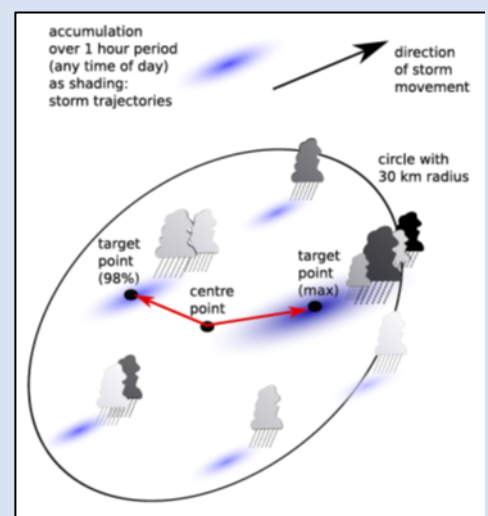 accumulation
over 1 hour period
(any time of day)
as shading:
storm trajectories
direction
of storm
movement
circle with
30 km radius
target
point
(98%)
centre
point
target
point
(max)